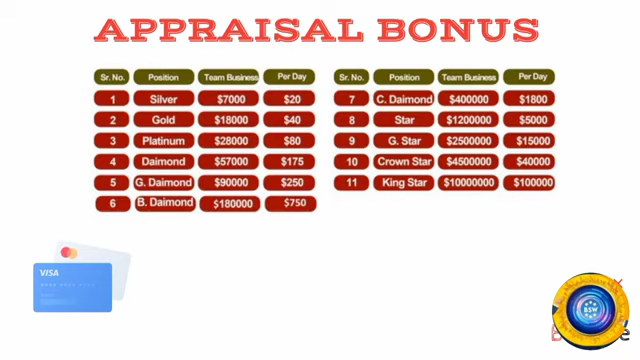 APPRAISAL BONUS
Sr. No. Position Team Business Per Day
1 Silver $7000 $20
2 Gold $18000 $40
3 Platinum $28000 $80
4 Daimond $57000 $175
5 G. Daimond $90000 $250
6 B. Daimond $180000 $750
Sr. No. Position Team Business Per Day
7 C. Daimond $400000 $1800
8 Star $1200000 $5000
9 G. Star $2500000 $15000
10 Crown Star $4500000 $40000
11 King Star $10000000 $100000
VISA
BSW